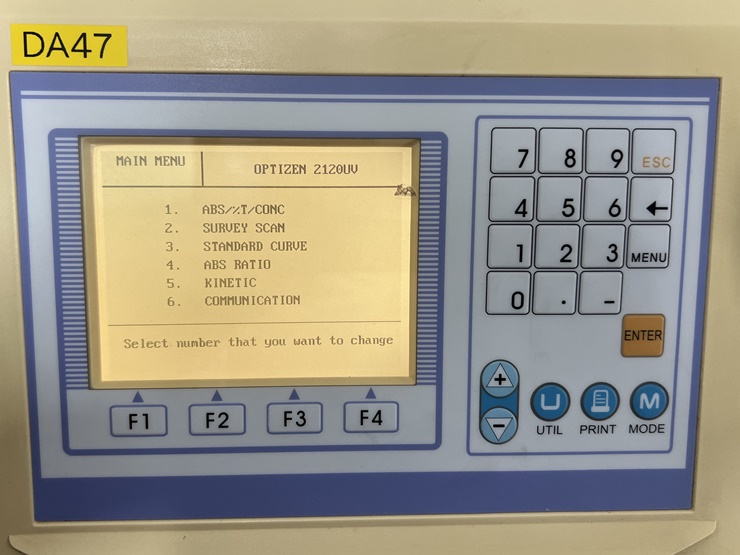 DA47
MAIN MENU
OPTIZEN 2120UV
1. ABS/%T/CONC
2. SURVEY SCAN
3. STANDARD CURVE
4. ABS RATIO
5. KINETIC
6. COMMUNICATION
Select number that you want to change
F1 F2 F3 F4
7 8 9 ESC
4 5 6 ←
1 2 3 MENU
0 . −
ENTER
+
−
U M
UTIL PRINT MODE